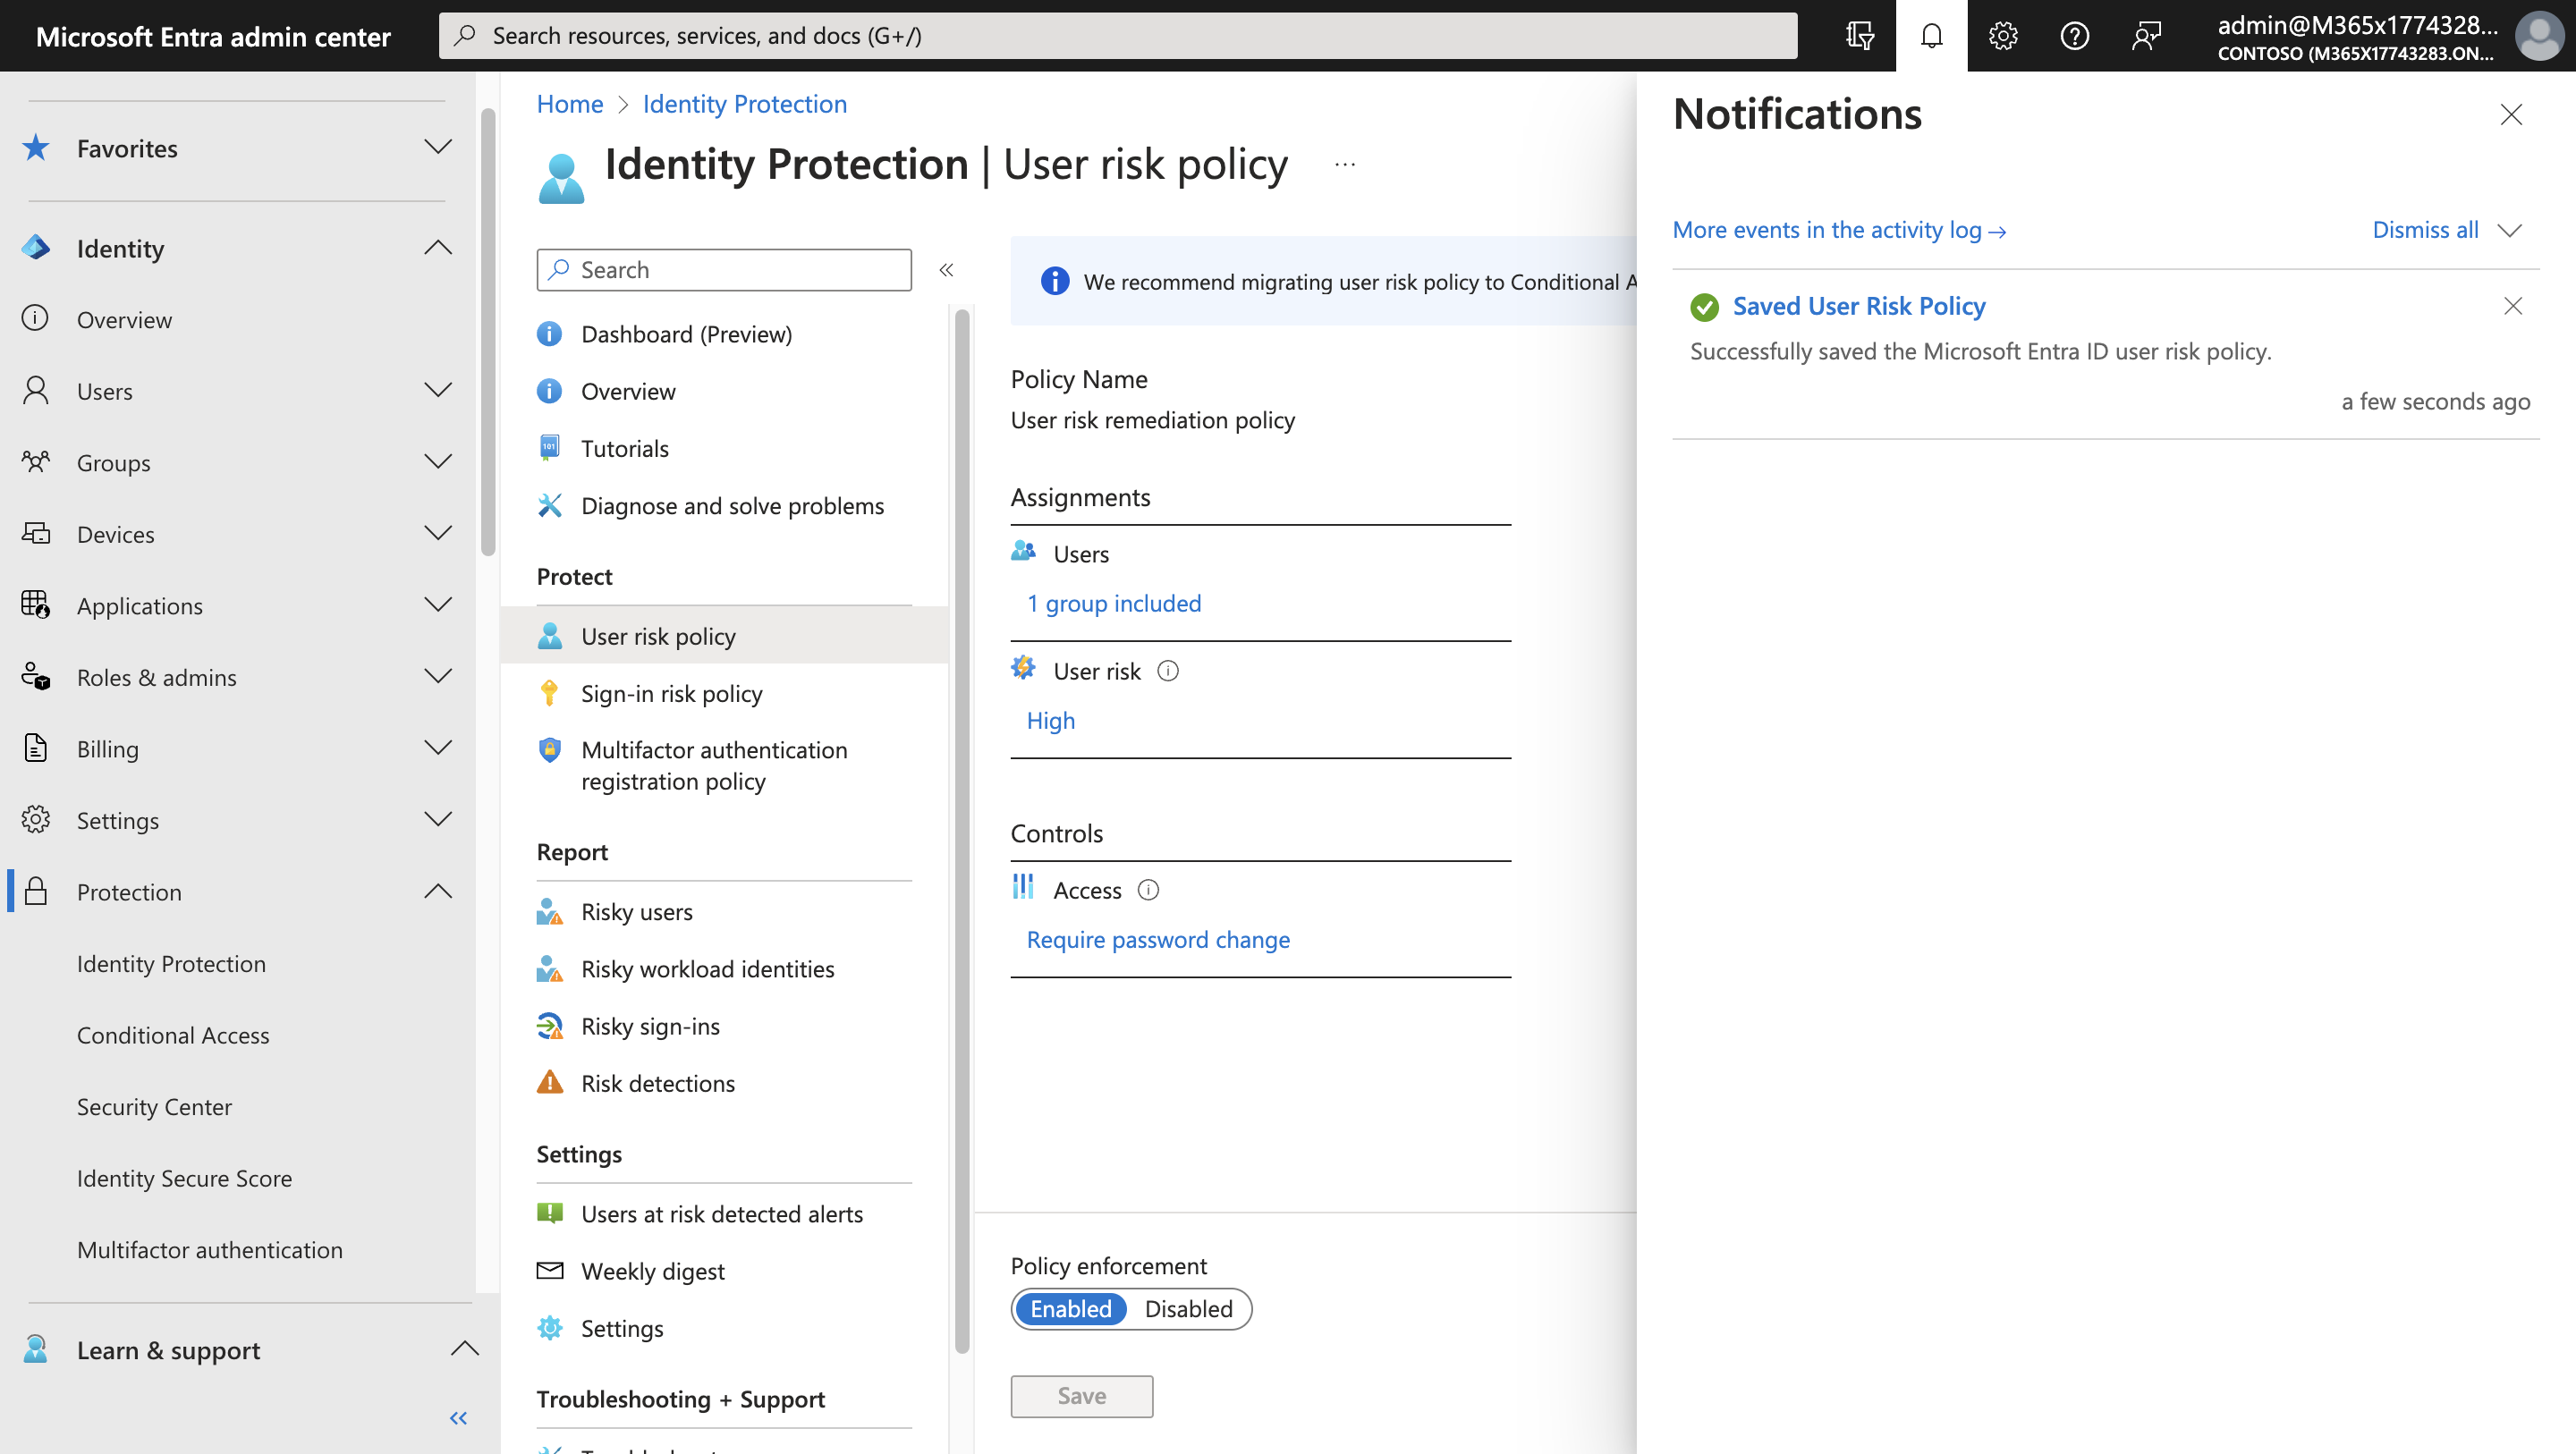 Microsoft Entra admin center
Search resources, services, and docs (G+/)
admin@M365x1774328...
CONTOSO (M365X17743283.ON...
Favorites
Identity
Overview
Users
Groups
Devices
Applications
Roles & admins
Billing
Settings
Protection
Identity Protection
Conditional Access
Security Center
Identity Secure Score
Multifactor authentication
Learn & support
Home > Identity Protection
Identity Protection | User risk policy ...
Search
Dashboard (Preview)
Overview
Tutorials
Diagnose and solve problems
Protect
User risk policy
Sign-in risk policy
Multifactor authentication
registration policy
Report
Risky users
Risky workload identities
Risky sign-ins
Risk detections
Settings
Users at risk detected alerts
Weekly digest
Settings
Troubleshooting + Support
We recommend migrating user risk policy to Conditional A
Policy Name
User risk remediation policy
Assignments
Users
1 group included
User risk
High
Controls
Access
Require password change
Policy enforcement
Enabled Disabled
Save
Notifications
More events in the activity log →
Dismiss all
Saved User Risk Policy
Successfully saved the Microsoft Entra ID user risk policy.
a few seconds ago